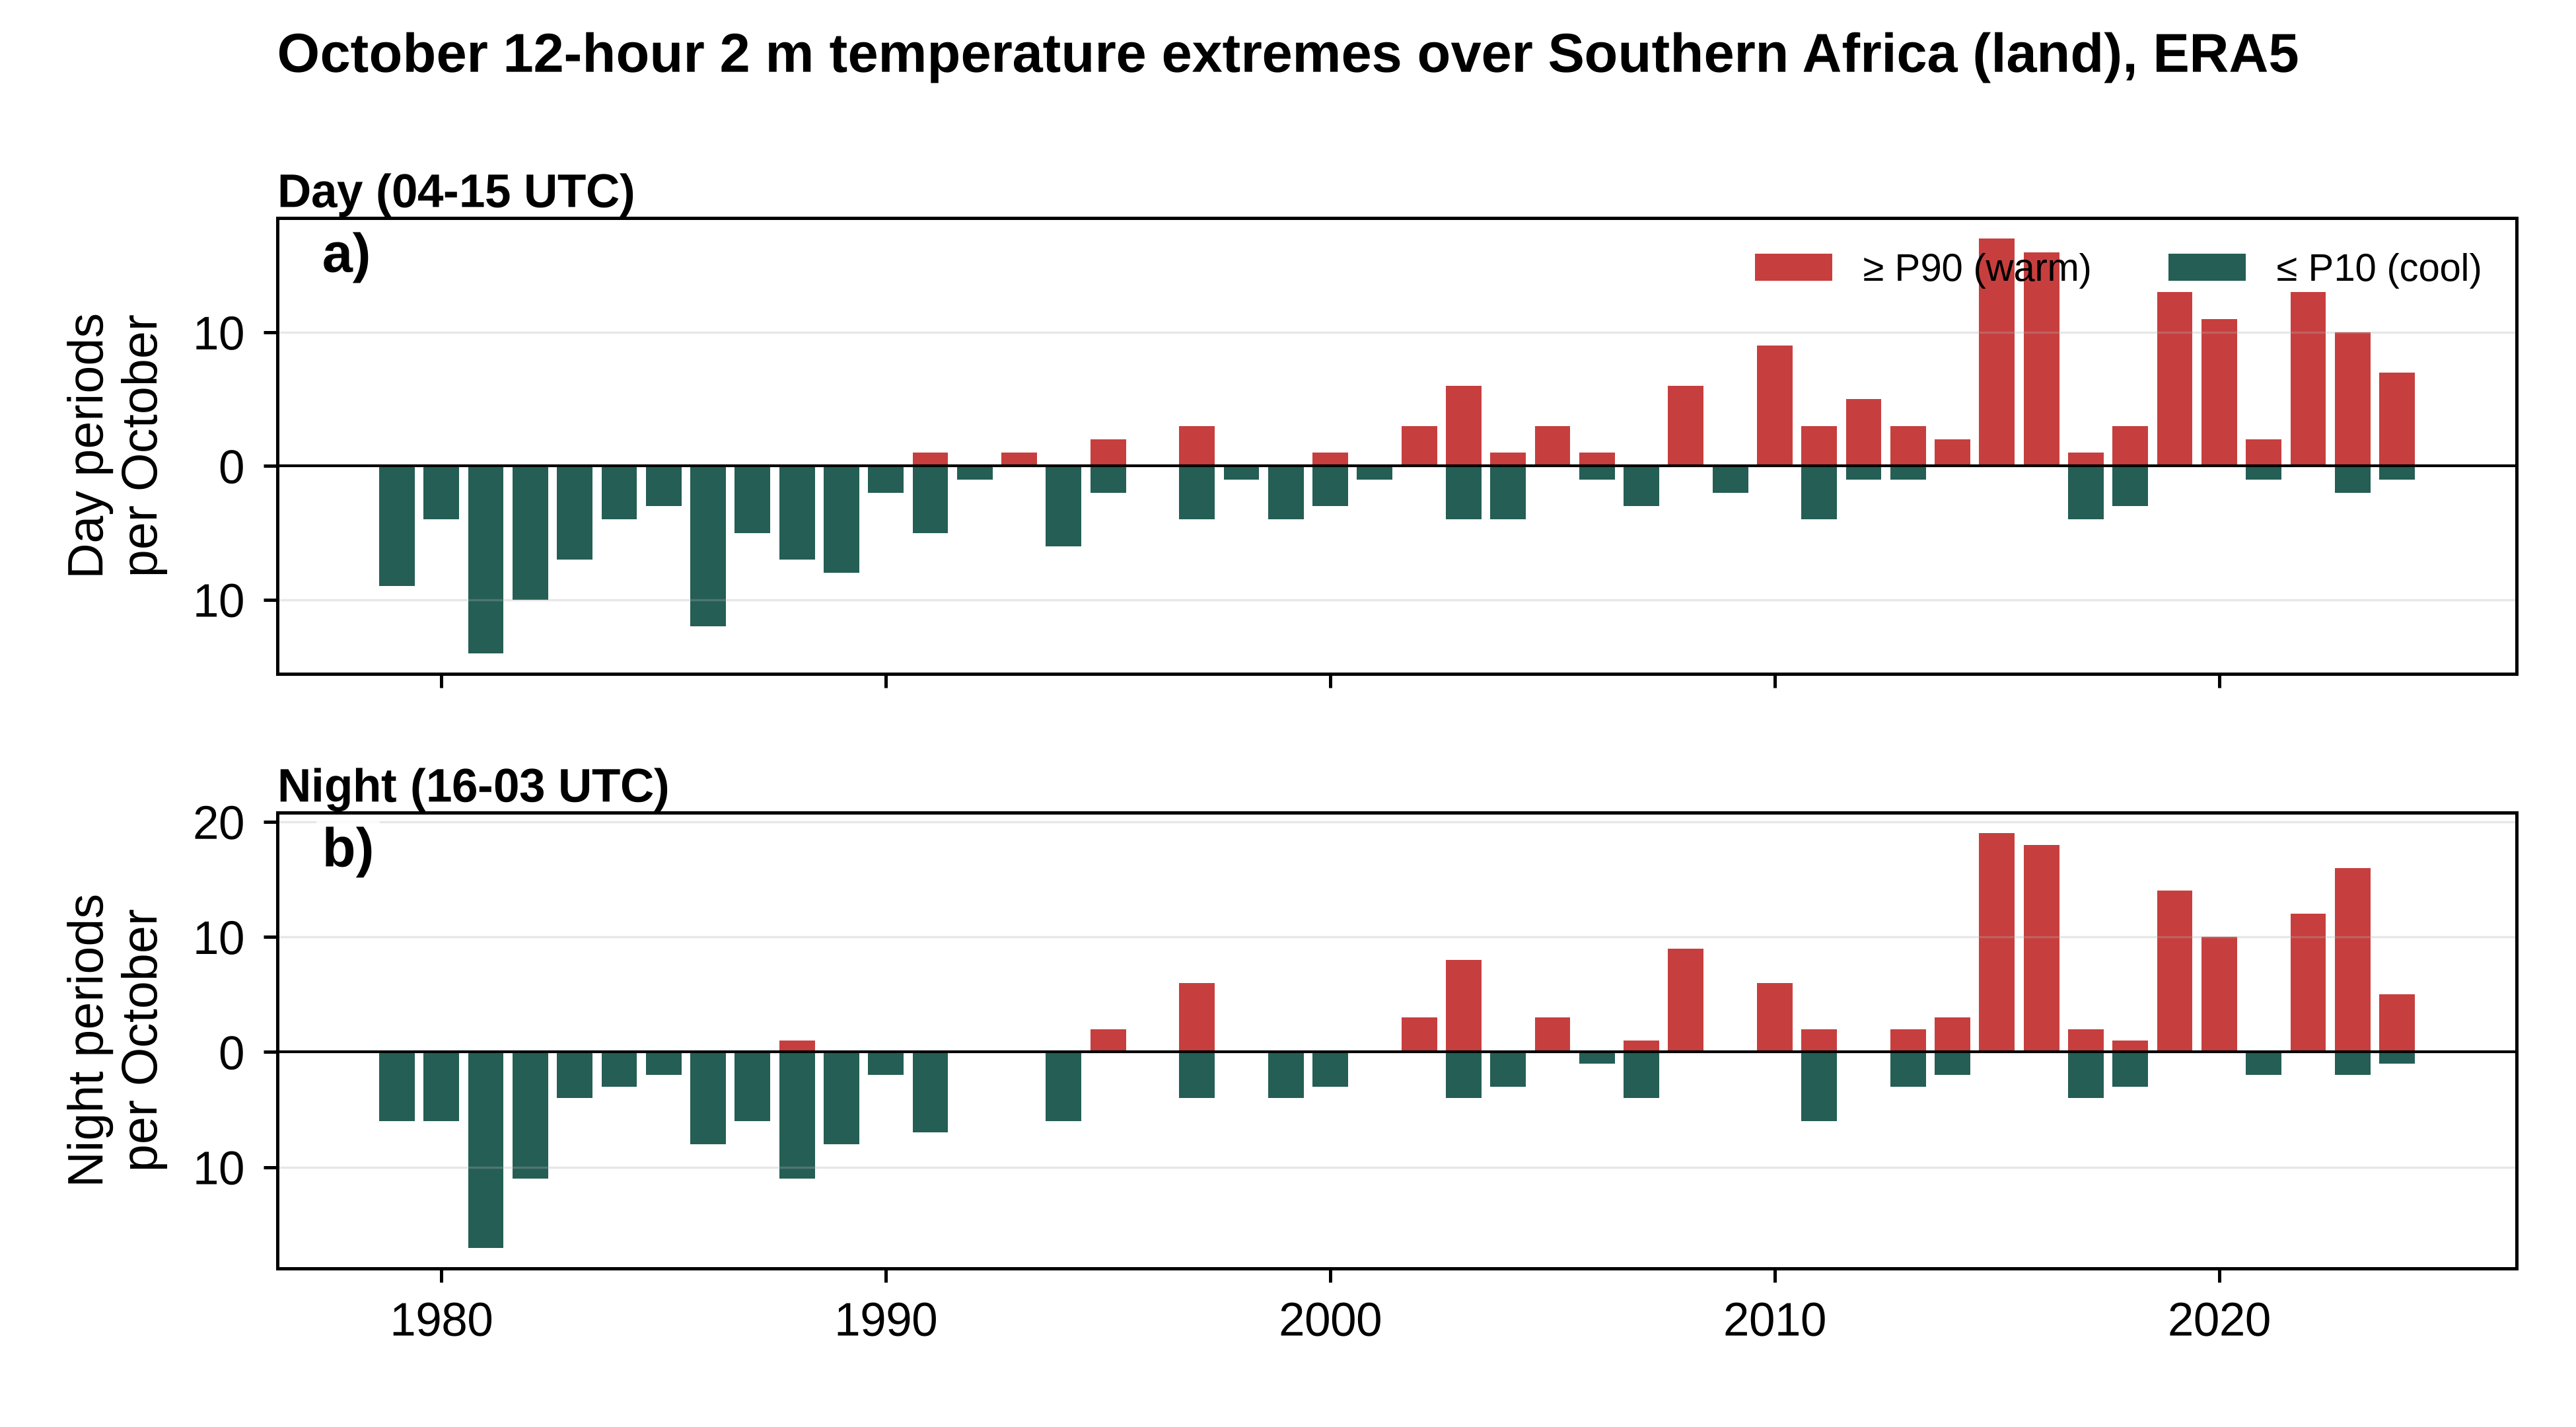 October 12-hour 2 m temperature extremes over Southern Africa (land), ERA5
Day (04-15 UTC)
a)
≥ P90 (warm)
≤ P10 (cool)
Day periods
per October
10
0
10
Night (16-03 UTC)
b)
Night periods
per October
20
10
0
10
1980
1990
2000
2010
2020